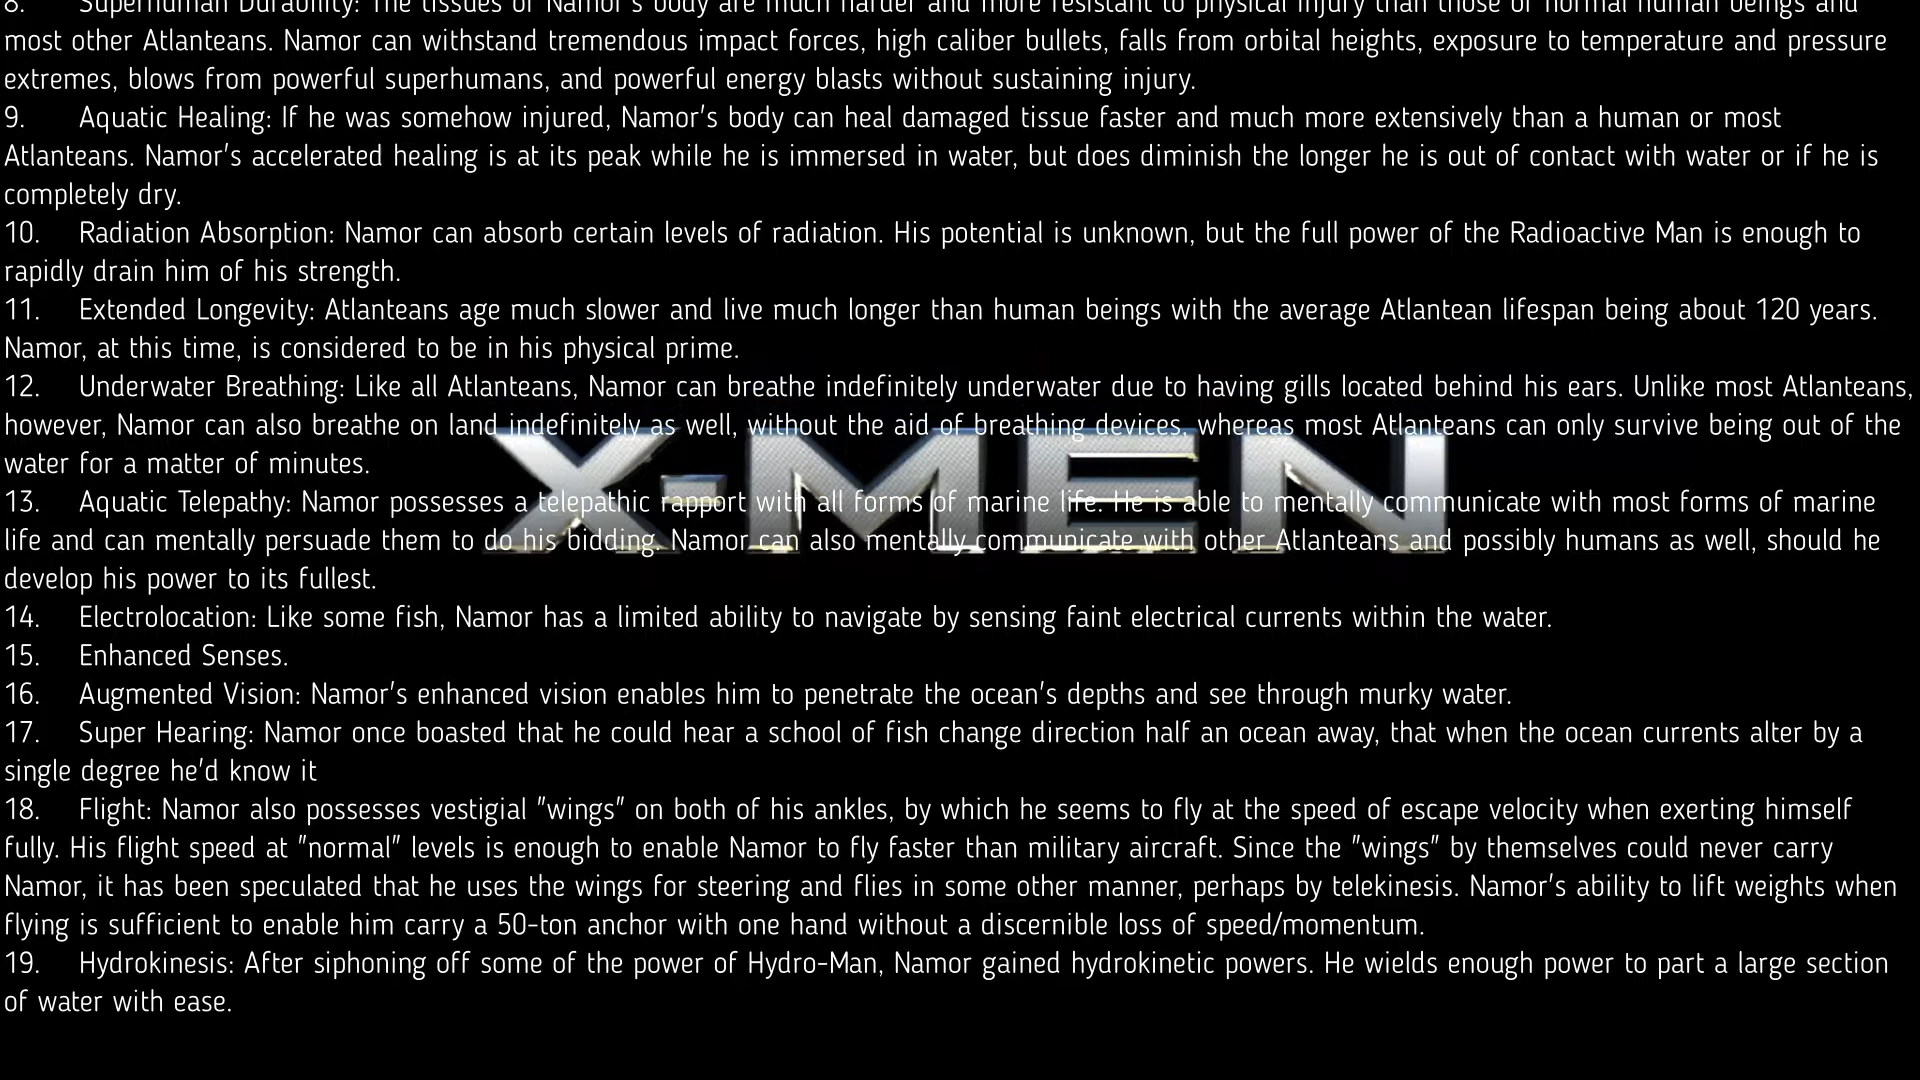 8. Superhuman Durability: The tissues of Namor's body are much harder and more resistant to physical injury than those of normal human beings and
most other Atlanteans. Namor can withstand tremendous impact forces, high caliber bullets, falls from orbital heights, exposure to temperature and pressure
extremes, blows from powerful superhumans, and powerful energy blasts without sustaining injury.
9. Aquatic Healing: If he was somehow injured, Namor's body can heal damaged tissue faster and much more extensively than a human or most
Atlanteans. Namor's accelerated healing is at its peak while he is immersed in water, but does diminish the longer he is out of contact with water or if he is
completely dry.
10. Radiation Absorption: Namor can absorb certain levels of radiation. His potential is unknown, but the full power of the Radioactive Man is enough to
rapidly drain him of his strength.
11. Extended Longevity: Atlanteans age much slower and live much longer than human beings with the average Atlantean lifespan being about 120 years.
Namor, at this time, is considered to be in his physical prime.
12. Underwater Breathing: Like all Atlanteans, Namor can breathe indefinitely underwater due to having gills located behind his ears. Unlike most Atlanteans,
however, Namor can also breathe on land indefinitely as well, without the aid of breathing devices, whereas most Atlanteans can only survive being out of the
water for a matter of minutes.
X-MEN
13. Aquatic Telepathy: Namor possesses a telepathic rapport with all forms of marine life. He is able to mentally communicate with most forms of marine
life and can mentally persuade them to do his bidding. Namor can also mentally communicate with other Atlanteans and possibly humans as well, should he
develop his power to its fullest.
14. Electrolocation: Like some fish, Namor has a limited ability to navigate by sensing faint electrical currents within the water.
15. Enhanced Senses.
16. Augmented Vision: Namor's enhanced vision enables him to penetrate the ocean's depths and see through murky water.
17. Super Hearing: Namor once boasted that he could hear a school of fish change direction half an ocean away, that when the ocean currents alter by a
single degree he'd know it
18. Flight: Namor also possesses vestigial "wings" on both of his ankles, by which he seems to fly at the speed of escape velocity when exerting himself
fully. His flight speed at "normal" levels is enough to enable Namor to fly faster than military aircraft. Since the "wings" by themselves could never carry
Namor, it has been speculated that he uses the wings for steering and flies in some other manner, perhaps by telekinesis. Namor's ability to lift weights when
flying is sufficient to enable him carry a 50-ton anchor with one hand without a discernible loss of speed/momentum.
19. Hydrokinesis: After siphoning off some of the power of Hydro-Man, Namor gained hydrokinetic powers. He wields enough power to part a large section
of water with ease.